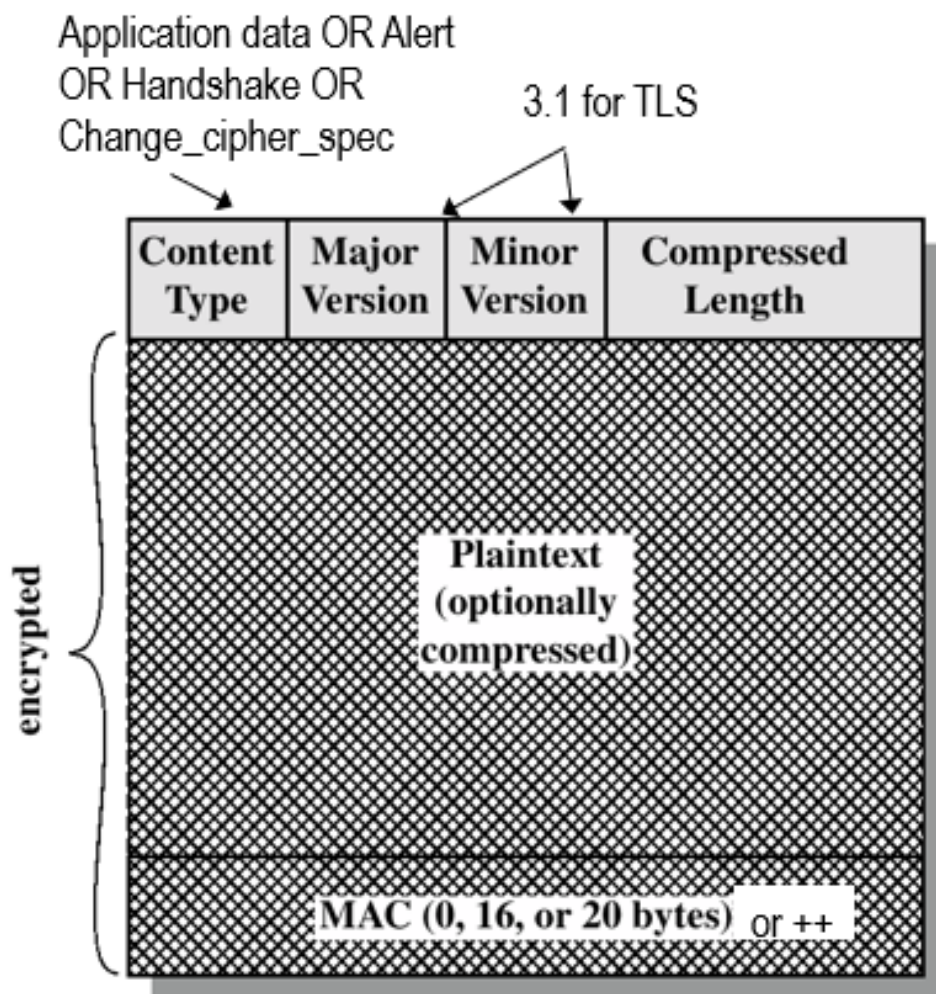 Application data OR Alert
OR Handshake OR
Change_cipher_spec
3.1 for TLS
Content
Type
Major
Version
Minor
Version
Compressed
Length
encrypted
Plaintext
(optionally
compressed)
MAC (0, 16, or 20 bytes) or ++